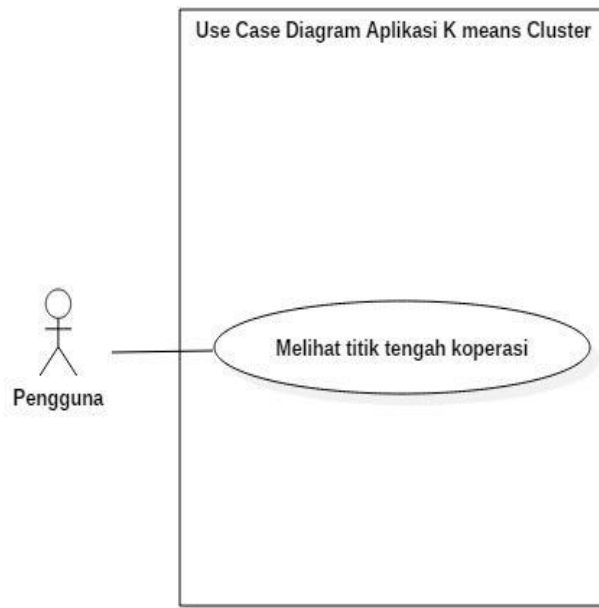 Use Case Diagram Aplikasi K means Cluster
Melihat titik tengah koperasi
Pengguna